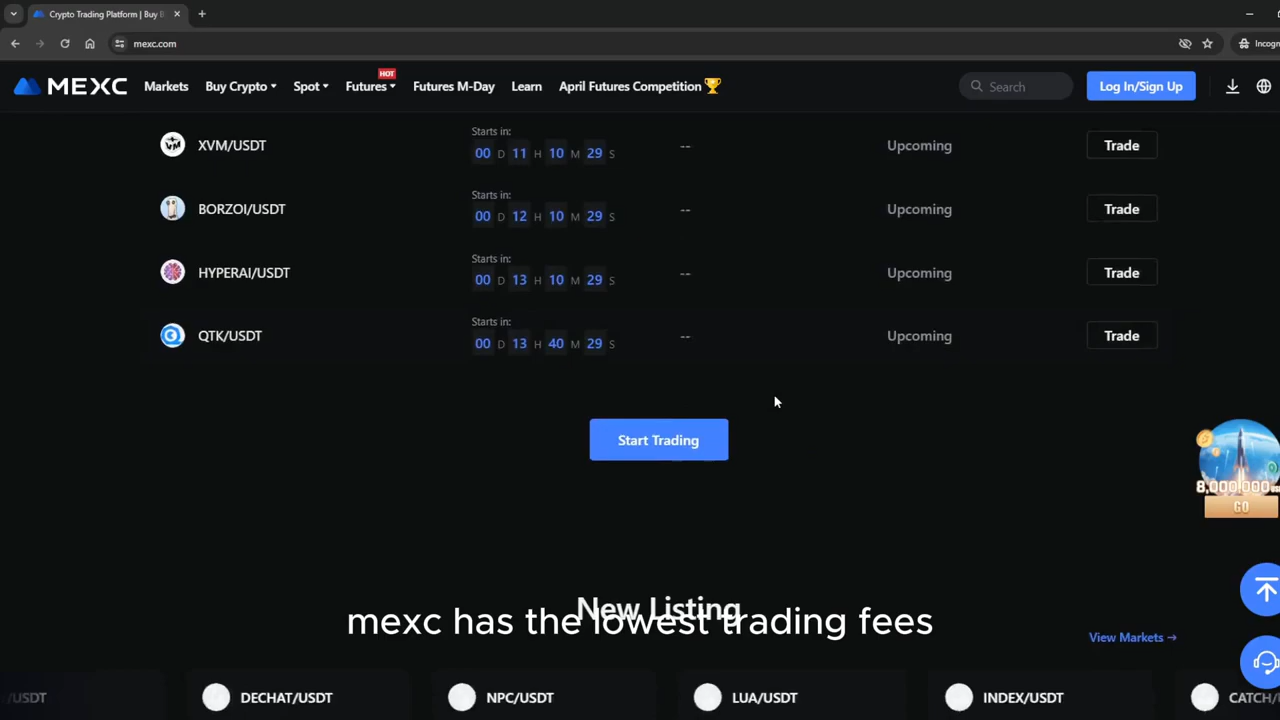 Crypto Trading Platform | Buy B
mexc.com
Incogn
MEXC
Markets
Buy Crypto
Spot
HOT
Futures
Futures M-Day
Learn
April Futures Competition
Search
Log In/Sign Up
XVM/USDT
Starts in:
00 D 11 H 10 M 29 S
--
Upcoming
Trade
BORZOI/USDT
Starts in:
00 D 12 H 10 M 29 S
--
Upcoming
Trade
HYPERAI/USDT
Starts in:
00 D 13 H 10 M 29 S
--
Upcoming
Trade
QTK/USDT
Starts in:
00 D 13 H 40 M 29 S
--
Upcoming
Trade
Start Trading
8,000,000
GO
New Listing
mexc has the lowest trading fees
View Markets →
/USDT
DECHAT/USDT
NPC/USDT
LUA/USDT
INDEX/USDT
CATCH/